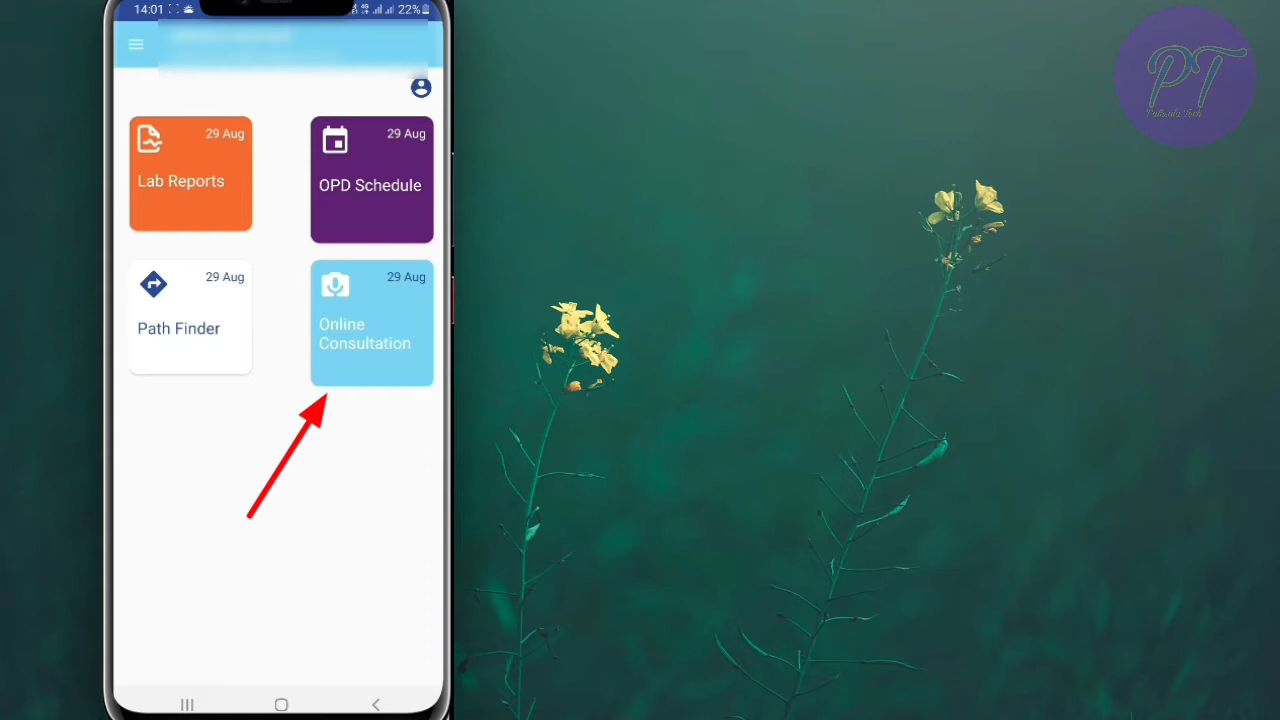 14:01
22%
29 Aug
Lab Reports
29 Aug
OPD Schedule
29 Aug
Path Finder
29 Aug
Online
Consultation
PT